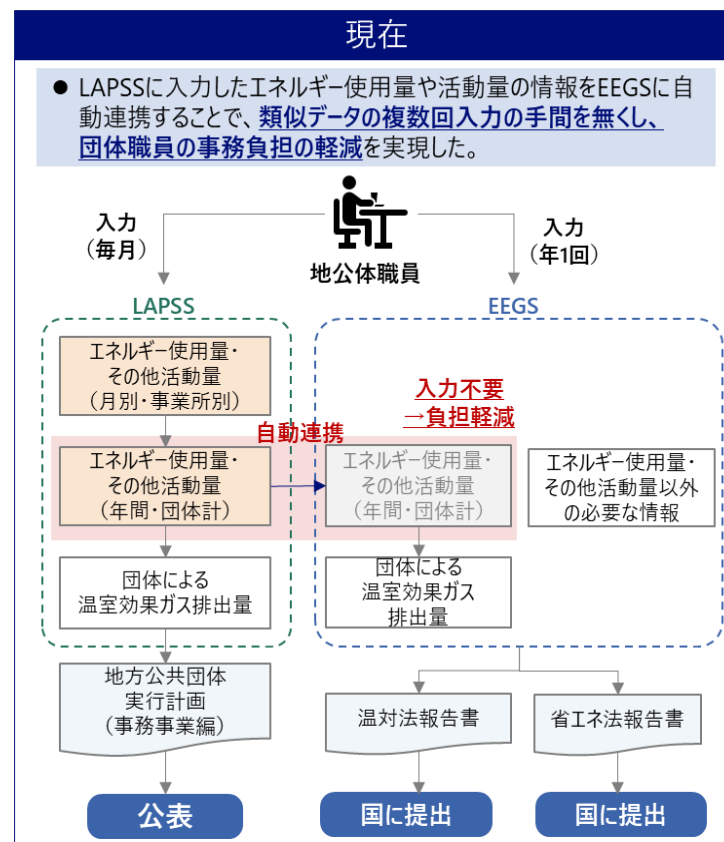 現在
● LAPSSに入力したエネルギー使用量や活動量の情報をEEGSに自
動連携することで、類似データの複数回入力の手間を無くし、
団体職員の事務負担の軽減を実現した。
入力
（毎月）
地公体職員
入力
（年1回）
LAPSS
エネルギー使用量・
その他活動量
（月別・事業所別）
自動連携
エネルギー使用量・
その他活動量
（年間・団体計）
団体による
温室効果ガス排出量
地方公共団体
実行計画
（事務事業編）
公表
EEGS
入力不要
→負担軽減
エネルギー使用量・
その他活動量
（年間・団体計）
エネルギー使用量・
その他活動量以外
の必要な情報
団体による
温室効果ガス
排出量
温対法報告書
省エネ法報告書
国に提出
国に提出